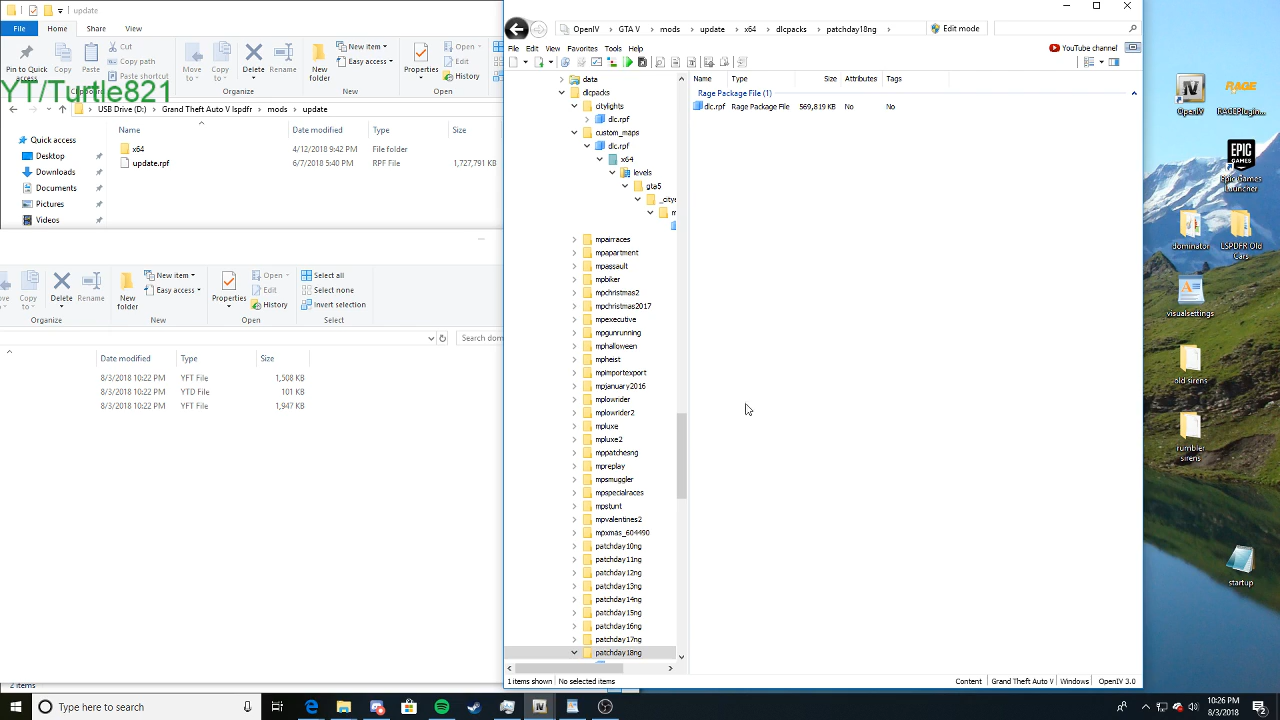 update
File
Home
Share
View
Pin to Quick access
Copy
Paste
Cut
Copy path
Paste shortcut
Move to
Copy to
Delete
Rename
New folder
New item
Easy access
Properties
Open
Edit
History
Organize
New
Open
YT/Turtle821
USB Drive (D:) > Grand Theft Auto V lspdfr > mods > update
Name
Date modified
Type
Size
Quick access
Desktop
Downloads
Documents
Pictures
Videos
x64 4/12/2018 9:42 PM File folder
update.rpf 6/7/2018 5:40 PM RPF File 1,727,791 KB
Copy to
Delete
Rename
New folder
New item
Easy access
Properties
Open
Edit
History
Select all
Select none
Invert selection
Organize
New
Open
Select
Search dom
Date modified
Type
Size
8/3/2018 10:22 PM YFT File 1,508 KB
8/3/2018 10:22 PM YTD File 101 KB
8/3/2018 10:22 PM YFT File 1,947 KB
2 items
OpenIV > GTA V > mods > update > x64 > dlcpacks > patchday18ng >
Edit mode
File Edit View Favorites Tools Help
YouTube channel
data
dlcpacks
citylights
dlc.rpf
custom_maps
dlc.rpf
x64
levels
gta5
_citye
m
mpairraces
mpapartment
mpassault
mpbiker
mpchristmas2
mpchristmas2017
mpexecutive
mpgunrunning
mphalloween
mpheist
mpimportexport
mpjanuary2016
mplowrider
mplowrider2
mpluxe
mpluxe2
mppatchesng
mpreplay
mpsmuggler
mpspecialraces
mpstunt
mpvalentines2
mpxmas_604490
patchday10ng
patchday11ng
patchday12ng
patchday13ng
patchday14ng
patchday15ng
patchday16ng
patchday17ng
patchday18ng
Name Type Size Attributes Tags
Rage Package File (1)
dlc.rpf Rage Package File 569,819 KB No No
1 items shown
No selected items
Content
Grand Theft Auto V
Windows
OpenIV 3.0
OpenIV
RAGE
RAGEPlugin...
EPIC GAMES
Epic Games Launcher
dominator
LSPDFR Old Cars
visualsettings
old sirens
rumbler sirens
startup
Type here to search
10:26 PM
8/3/2018